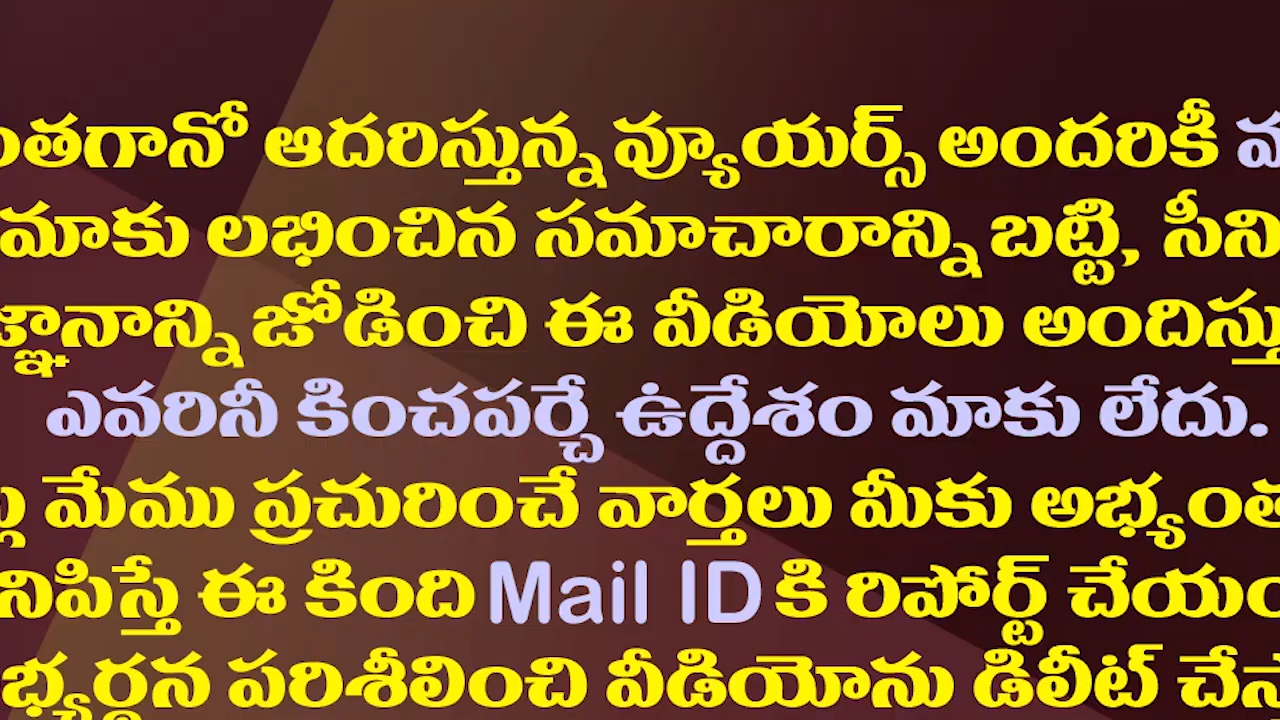 ంతగానో ఆదరిస్తున్న వ్యూయర్స్ అందరికీ
మాకు లభించిన సమాచారాన్ని బట్టి, సీని
జ్ఞానాన్ని జోడించి ఈ వీడియోలు అందిస్తు
ఎవరినీ కించపర్చే ఉద్దేశం మాకు లేదు.
మేము ప్రచురించే వార్తలు మీకు అభ్యంత
నిపిస్తే ఈ కింది Mail ID కి రిపోర్ట్ చేయం
భ్యర్థన పరిశీలించి వీడియోను డిలీట్ చేస